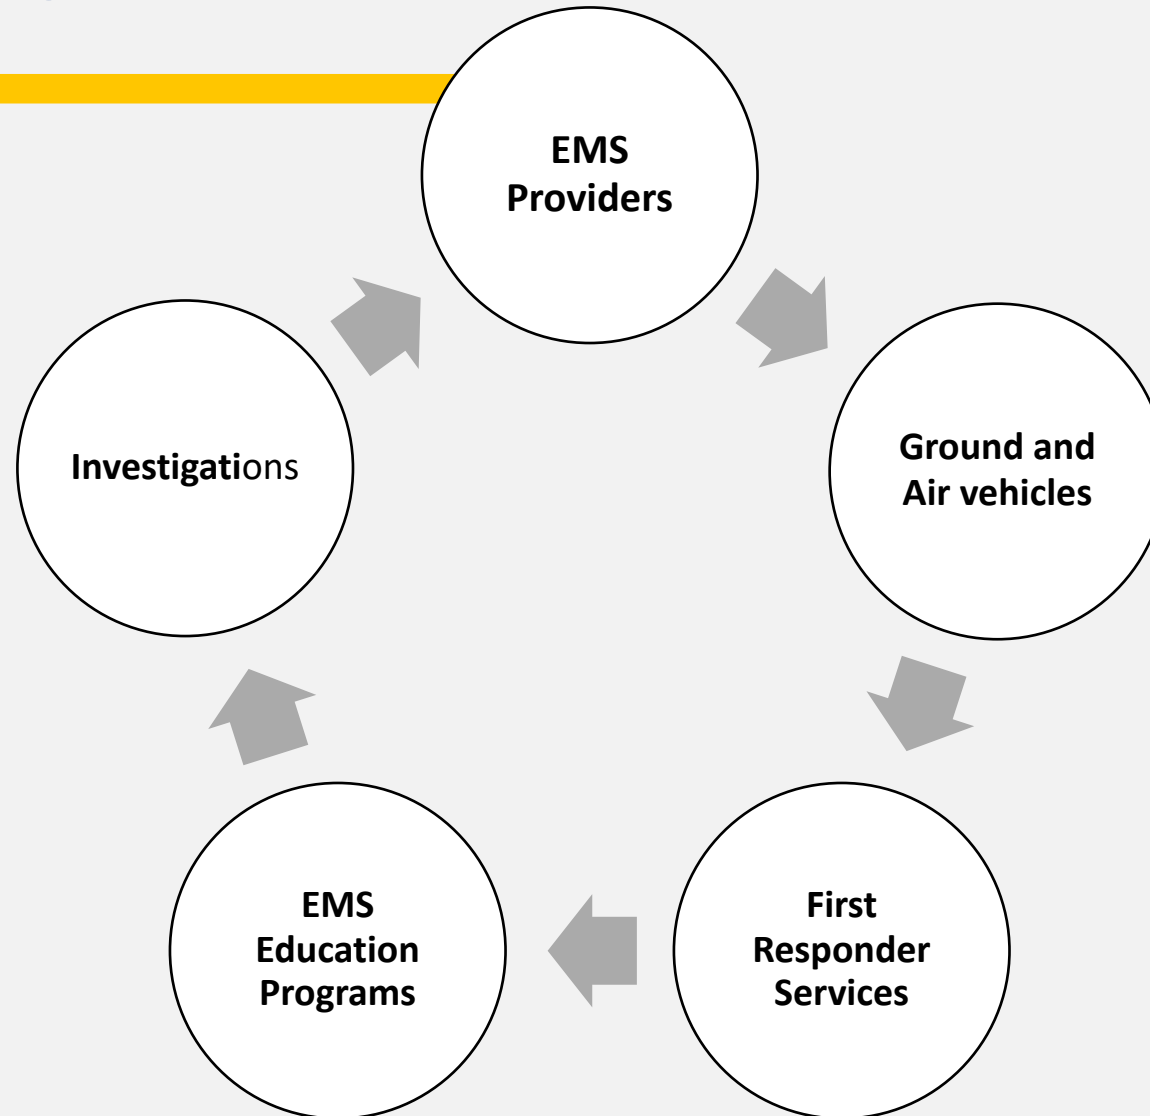 EMS
Providers
Ground and
Air vehicles
First
Responder
Services
EMS
Education
Programs
Investigations